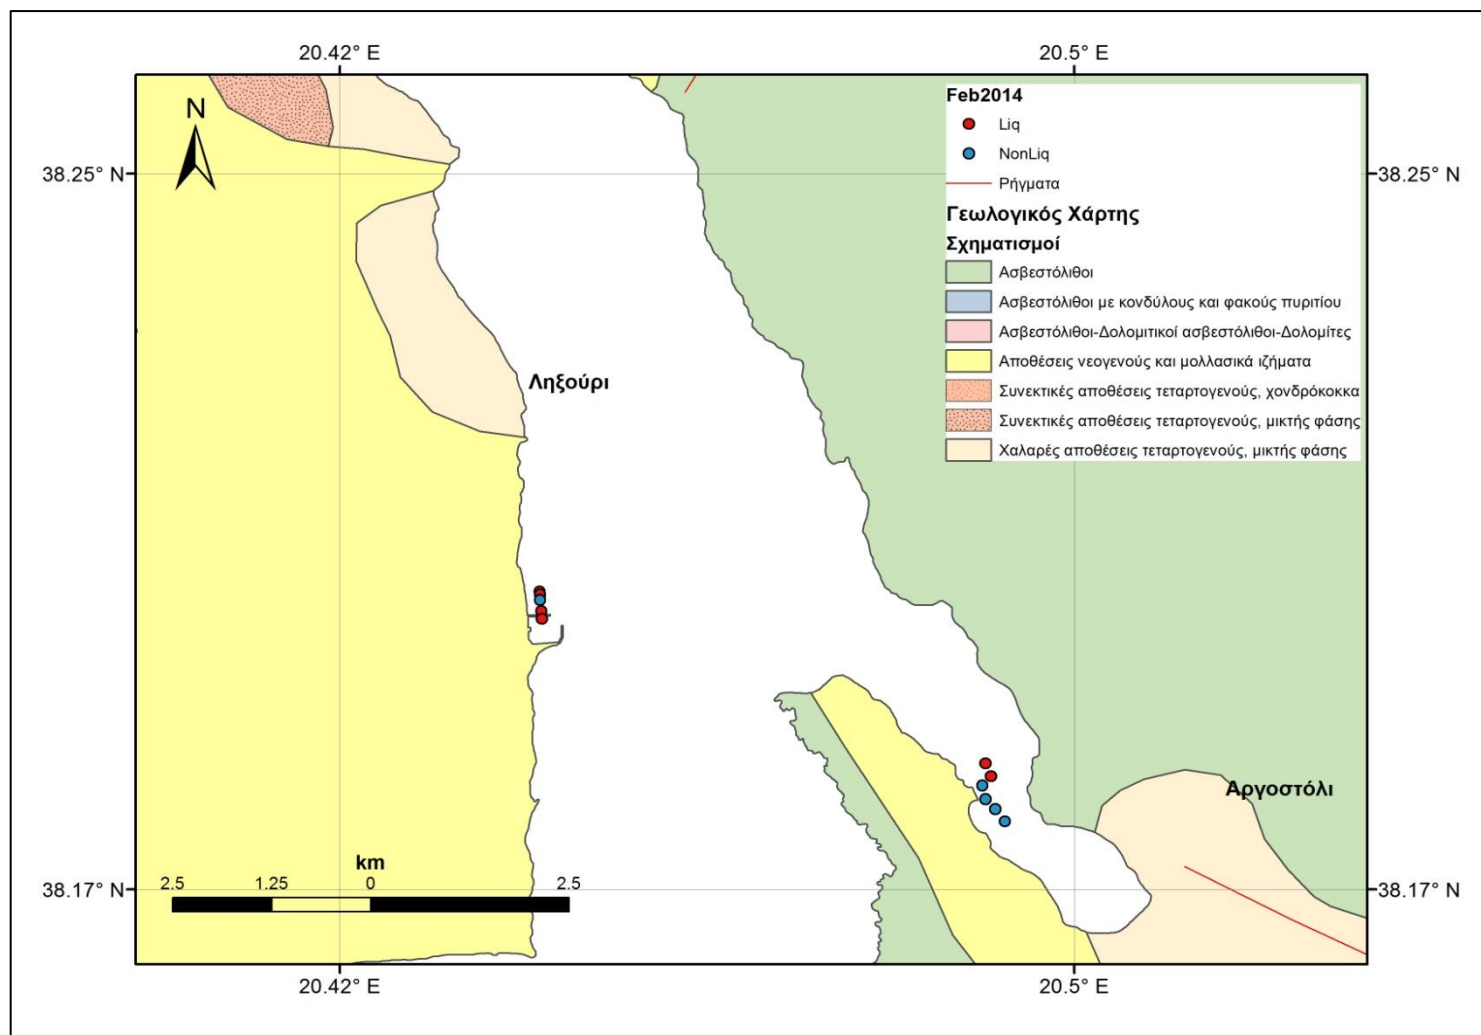 20.42° E
20.5° E
N
38.25° N
38.25° N
Feb2014
Liq
NonLiq
Ρήγματα
Γεωλογικός Χάρτης
Σχηματισμοί
Ασβεστόλιθοι
Ασβεστόλιθοι με κονδύλους και φακούς πυριτίου
Ασβεστόλιθοι-Δολομιτικοί ασβεστόλιθοι-Δολομίτες
Αποθέσεις νεογενούς και μολλασικά ιζήματα
Συνεκτικές αποθέσεις τεταρτογενούς, χονδρόκοκκα
Συνεκτικές αποθέσεις τεταρτογενούς, μικτής φάσης
Χαλαρές αποθέσεις τεταρτογενούς, μικτής φάσης
Ληξούρι
Αργοστόλι
km
2.5 1.25 0 2.5
38.17° N
38.17° N
20.42° E
20.5° E